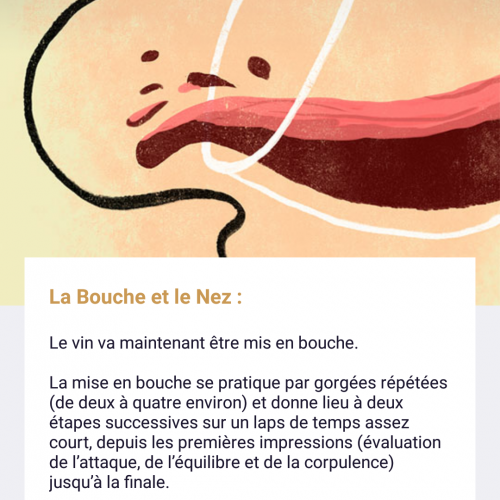 La Bouche et le Nez :
Le vin va maintenant être mis en bouche.
La mise en bouche se pratique par gorgées répétées
(de deux à quatre environ) et donne lieu à deux
étapes successives sur un laps de temps assez
court, depuis les premières impressions (évaluation
de l’attaque, de l’équilibre et de la corpulence)
jusqu’à la finale.